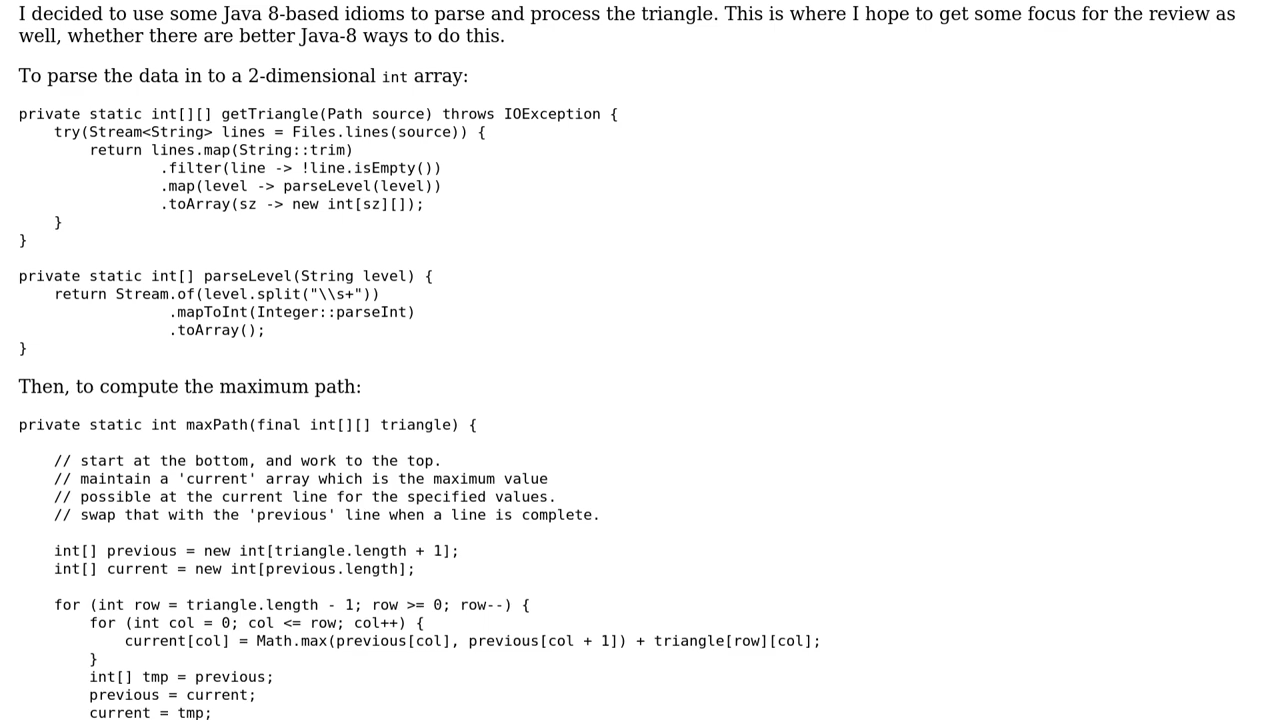 I decided to use some Java 8-based idioms to parse and process the triangle. This is where I hope to get some focus for the review as
well, whether there are better Java-8 ways to do this.
To parse the data in to a 2-dimensional int array:
private static int[][] getTriangle(Path source) throws IOException {
    try(Stream<String> lines = Files.lines(source)) {
        return lines.map(String::trim)
                .filter(line -> !line.isEmpty())
                .map(level -> parseLevel(level))
                .toArray(sz -> new int[sz][]);
    }
}
private static int[] parseLevel(String level) {
    return Stream.of(level.split("\\s+"))
                 .mapToInt(Integer::parseInt)
                 .toArray();
}
Then, to compute the maximum path:
private static int maxPath(final int[][] triangle) {
    // start at the bottom, and work to the top.
    // maintain a 'current' array which is the maximum value
    // possible at the current line for the specified values.
    // swap that with the 'previous' line when a line is complete.
    int[] previous = new int[triangle.length + 1];
    int[] current = new int[previous.length];
    for (int row = triangle.length - 1; row >= 0; row--) {
        for (int col = 0; col <= row; col++) {
            current[col] = Math.max(previous[col], previous[col + 1]) + triangle[row][col];
        }
        int[] tmp = previous;
        previous = current;
        current = tmp;